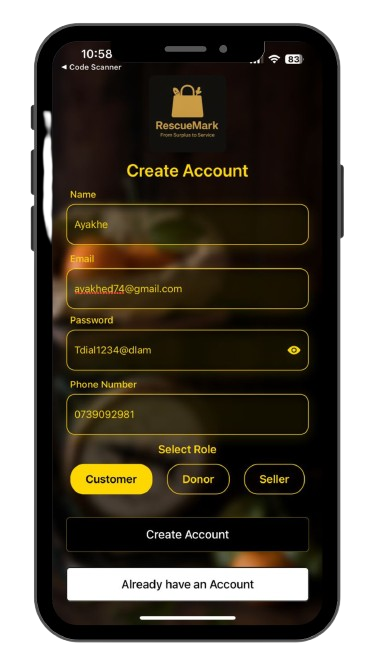 10:58
83
◀ Code Scanner
RescueMark
From Surplus to Service
Create Account
Name
Ayakhe
Email
ayakhed74@gmail.com
Password
Tdial1234@dlam
Phone Number
0739092981
Select Role
Customer Donor Seller
Create Account
Already have an Account